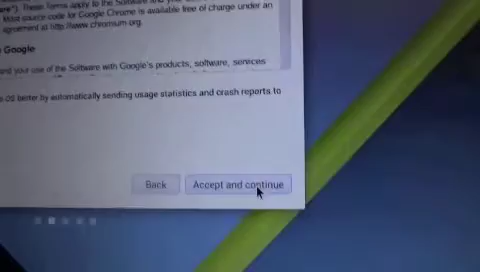 are"). These Terms apply to the Software and
Most source code for Google Chrome is available free of charge under an
agreement at http://www.chromium.org.
Google
and your use of the Software with Google's products, software, services
OS better by automatically sending usage statistics and crash reports to
Back
Accept and continue